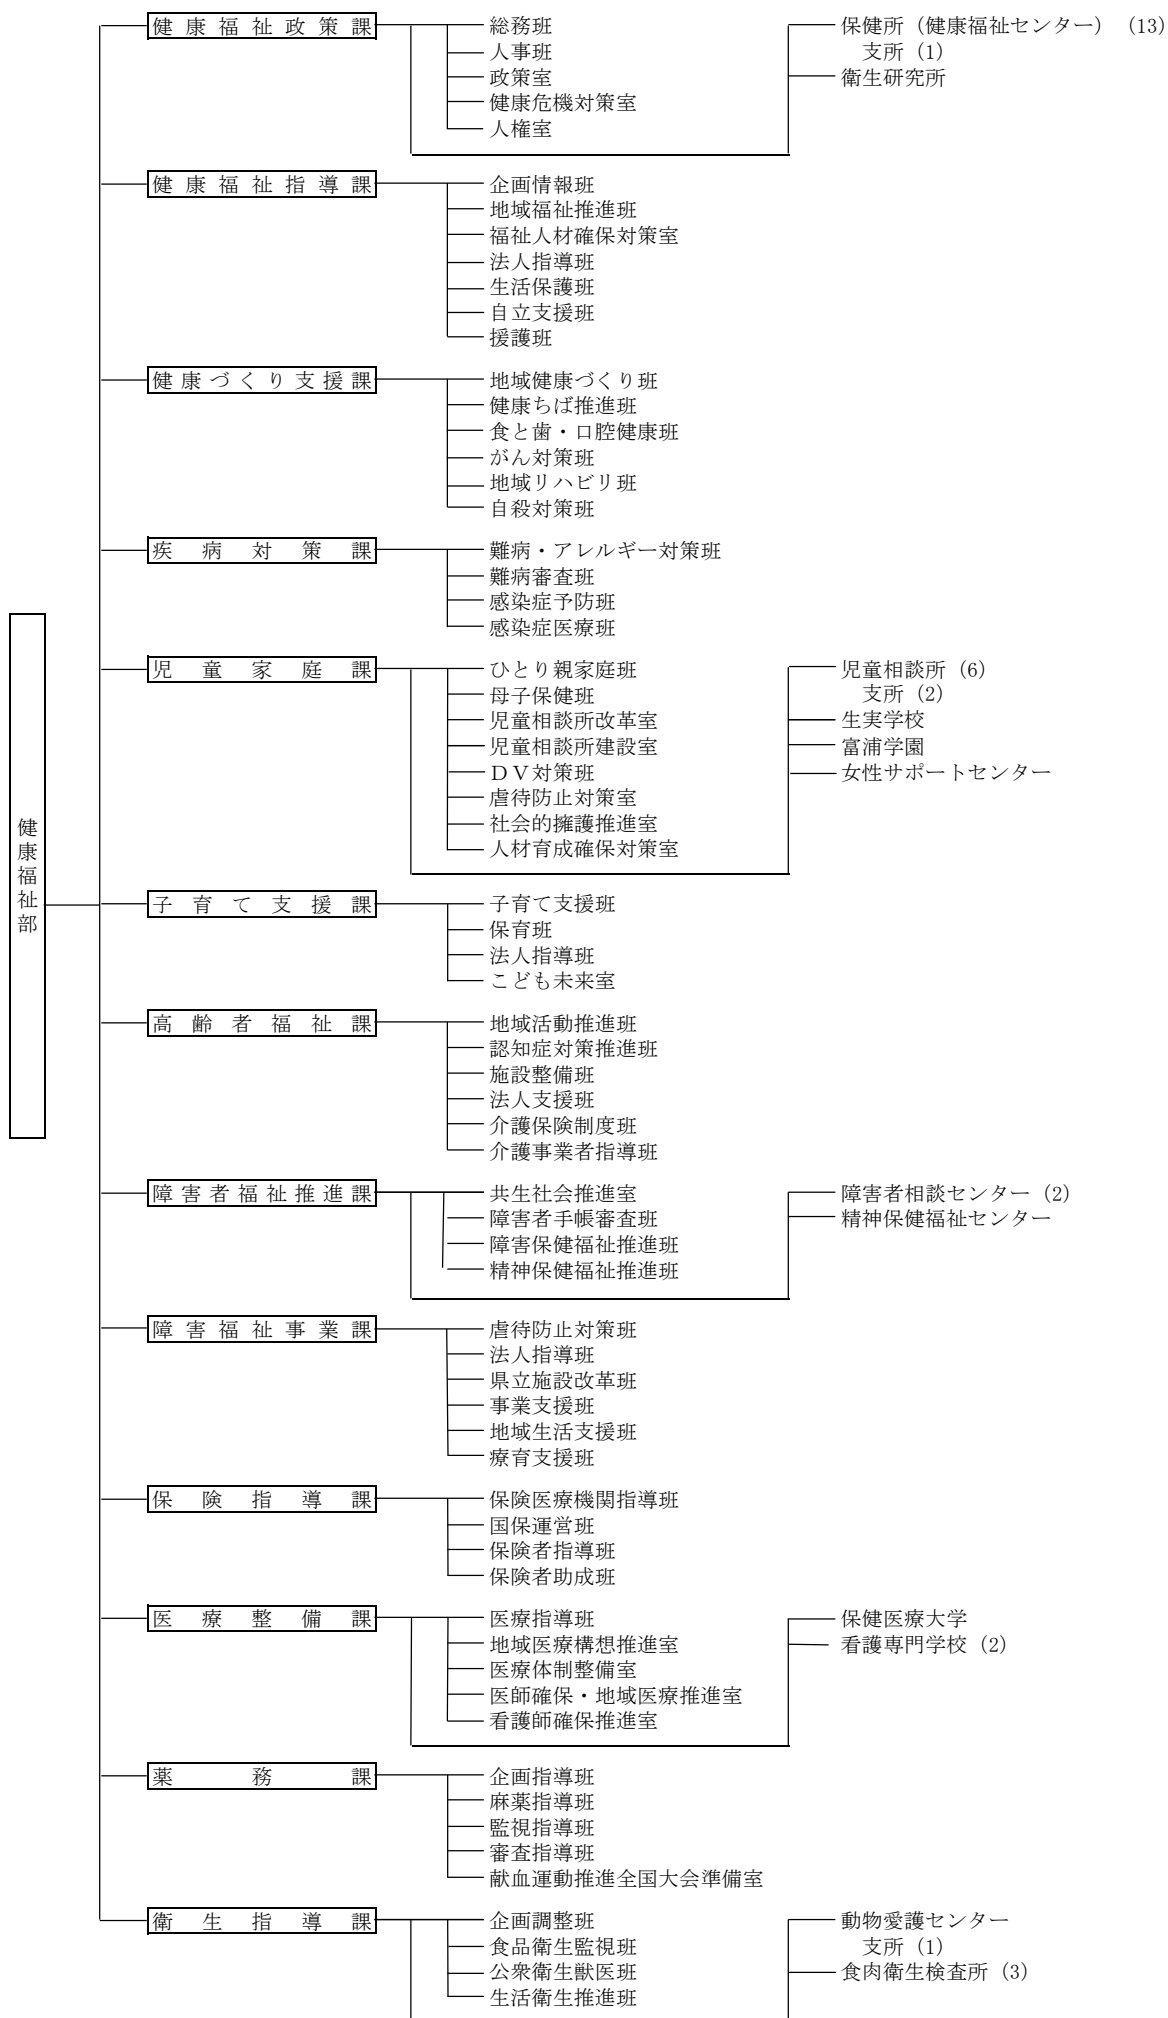 健康福祉部
健康福祉政策課
総務班
人事班
政策室
健康危機対策室
人権室
保健所（健康福祉センター）（13）
支所（1）
衛生研究所
健康福祉指導課
企画情報班
地域福祉推進班
福祉人材確保対策室
法人指導班
生活保護班
自立支援班
援護班
健康づくり支援課
地域健康づくり班
健康ちば推進班
食と歯・口腔健康班
がん対策班
地域リハビリ班
自殺対策班
疾病対策課
難病・アレルギー対策班
難病審査班
感染症予防班
感染症医療班
児童家庭課
ひとり親家庭班
母子保健班
児童相談所改革室
児童相談所建設室
ＤＶ対策班
虐待防止対策室
社会的擁護推進室
人材育成確保対策室
児童相談所（6）
支所（2）
生実学校
富浦学園
女性サポートセンター
子育て支援課
子育て支援班
保育班
法人指導班
こども未来室
高齢者福祉課
地域活動推進班
認知症対策推進班
施設整備班
法人支援班
介護保険制度班
介護事業者指導班
障害者福祉推進課
共生社会推進室
障害者手帳審査班
障害保健福祉推進班
精神保健福祉推進班
障害者相談センター（2）
精神保健福祉センター
障害福祉事業課
虐待防止対策班
法人指導班
県立施設改革班
事業支援班
地域生活支援班
療育支援班
保険指導課
保険医療機関指導班
国保運営班
保険者指導班
保険者助成班
医療整備課
医療指導班
地域医療構想推進室
医療体制整備室
医師確保・地域医療推進室
看護師確保推進室
保健医療大学
看護専門学校（2）
薬務課
企画指導班
麻薬指導班
監視指導班
審査指導班
献血運動推進全国大会準備室
衛生指導課
企画調整班
食品衛生監視班
公衆衛生獣医班
生活衛生推進班
動物愛護センター
支所（1）
食肉衛生検査所（3）